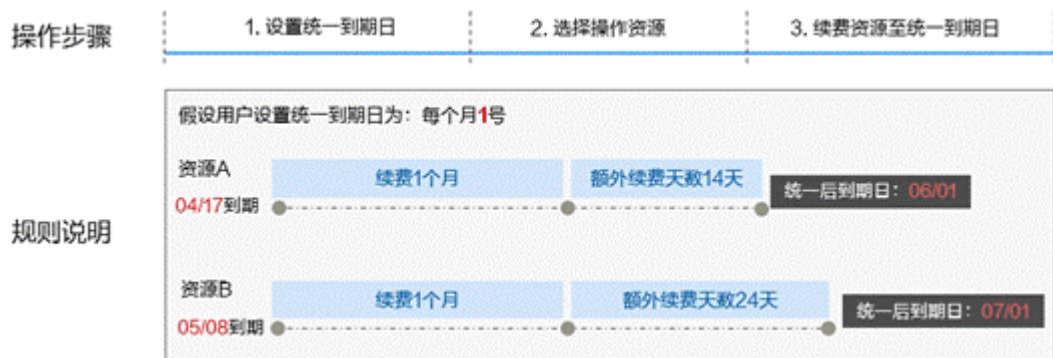 操作步骤
1. 设置统一到期日
2. 选择操作资源
3. 续费资源至统一到期日
规则说明
假设用户设置统一到期日为：每个月1号
资源A
04/17到期
续费1个月
额外续费天数14天
统一后到期日：06/01
资源B
05/08到期
续费1个月
额外续费天数24天
统一后到期日：07/01